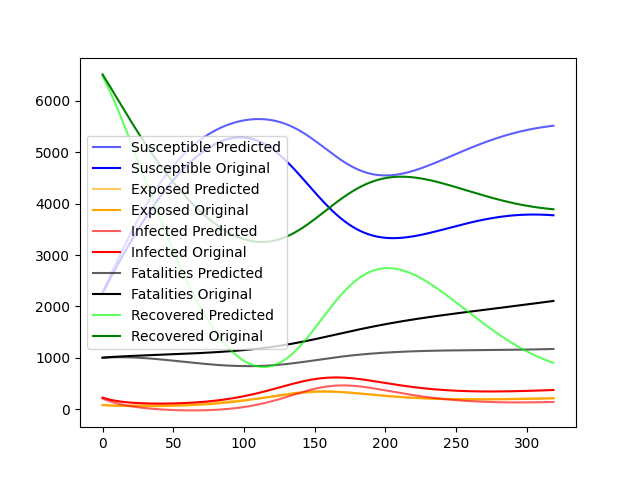 6000
5000
4000
3000
2000
1000
0
Susceptible Predicted
Susceptible Original
Exposed Predicted
Exposed Original
Infected Predicted
Infected Original
Fatalities Predicted
Fatalities Original
Recovered Predicted
Recovered Original
0 50 100 150 200 250 300